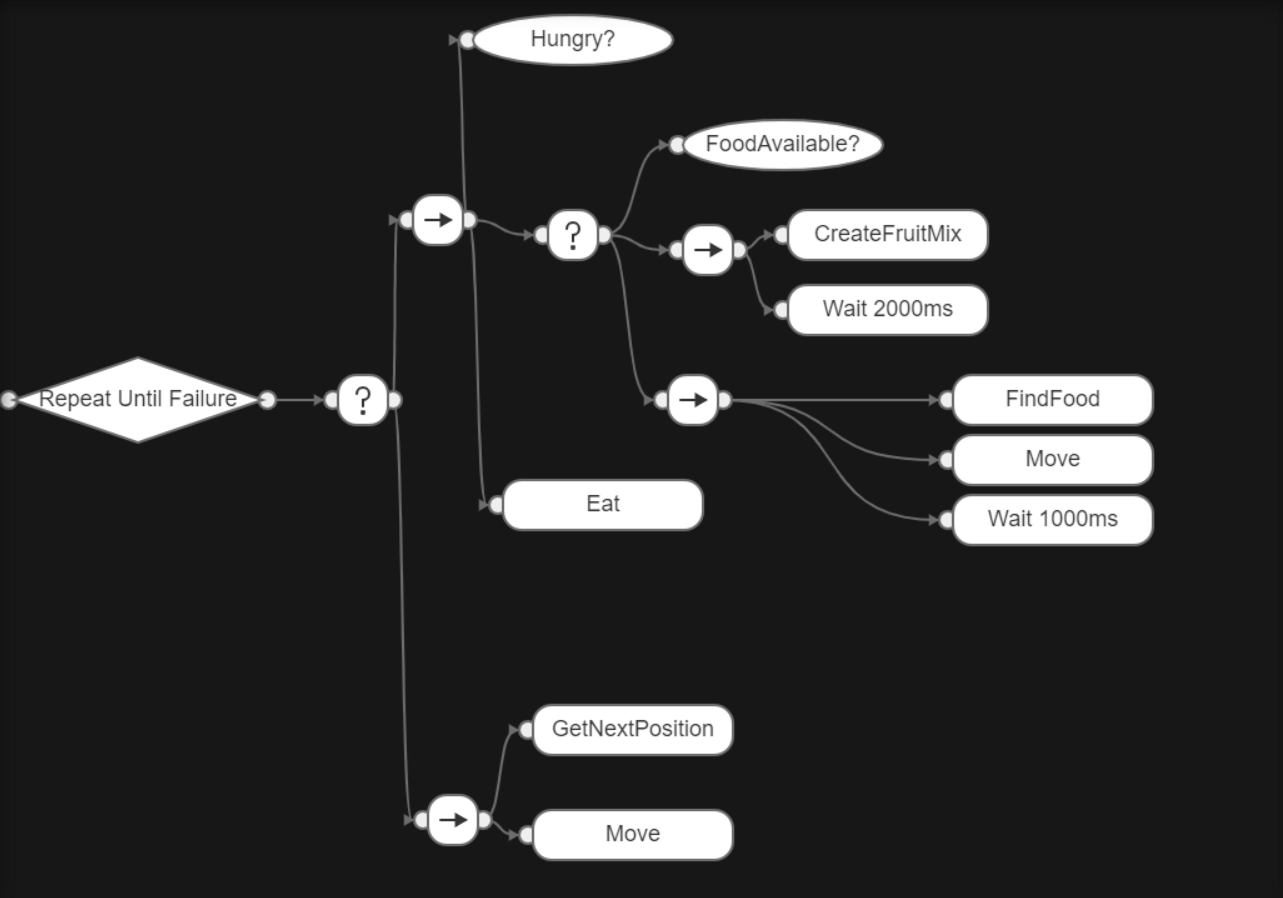 Hungry?
FoodAvailable?
→
?
→
CreateFruitMix
Wait 2000ms
Repeat Until Failure
?
→
FindFood
Move
Wait 1000ms
Eat
GetNextPosition
→
Move